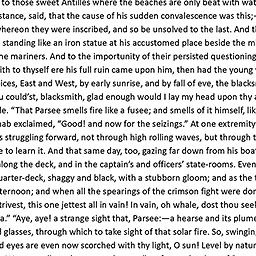 to those sweet Antilles where the beaches are only beat with wat
stance, said, that the cause of his sudden convalescence was this;-
whereon they were inscribed, and so be unsolved to the last. And th
standing like an iron statue at his accustomed place beside the m
he mariners. And to the importunity of their persisted questioning
ith to thyself ere his full ruin came upon him, then had the young
ices, East and West, by early sunrise, and by fall of eve, the blacks
u could'st, blacksmith, glad enough would I lay my head upon thy a
le. "That Parsee smells fire like a fusee; and smells of it himself, lik
hab exclaimed, "Good! and now for the seizings." At one extremity
s struggling forward, not through high rolling waves, but through t
e to learn it. And that same day, too, gazing far down from his boat
along the deck, and in the captain's and officers' state-rooms. Even
uarter-deck, shaggy and black, with a stubborn gloom; and as the t
ternoon; and when all the spearings of the crimson fight were don
trivest, this one jettest all in vain! In vain, oh whale, dost thou seek
a." "Aye, aye! a strange sight that, Parsee:—a hearse and its plume
glasses, through which to take sight of that solar fire. So, swinging
d eyes are even now scorched with thy light, O sun! Level by natur